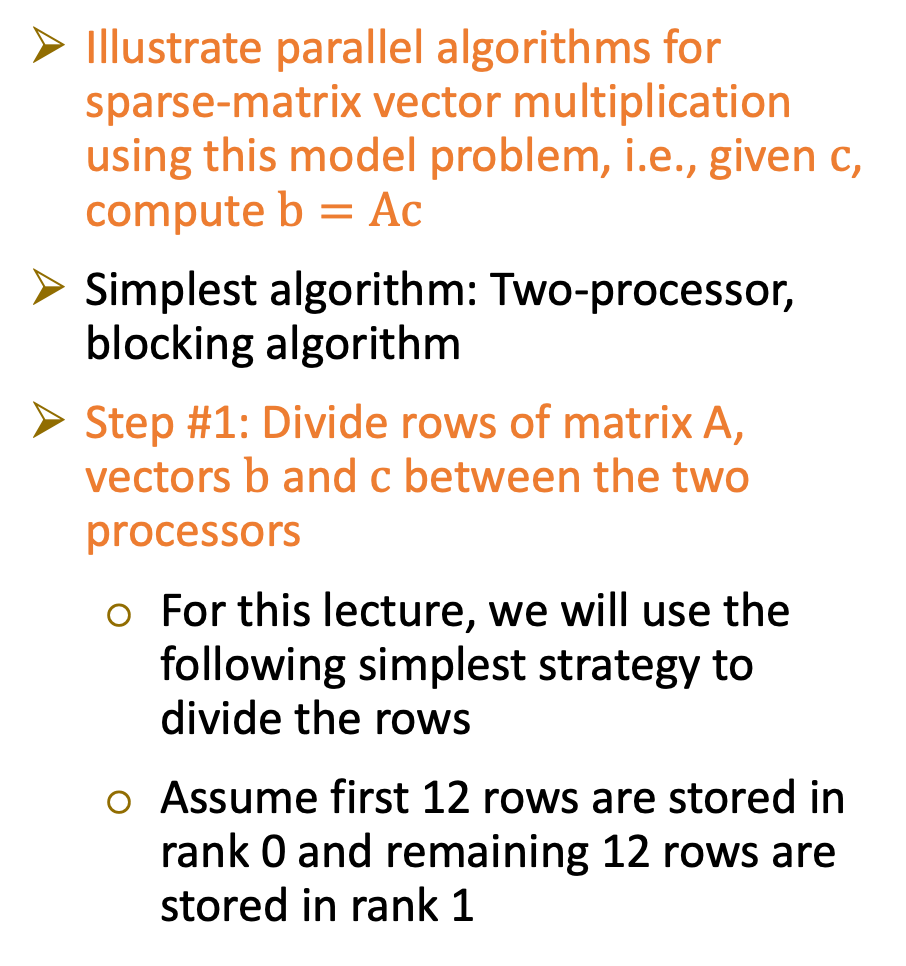 ➢ Illustrate parallel algorithms for
sparse-matrix vector multiplication
using this model problem, i.e., given c,
compute b = Ac
➢ Simplest algorithm: Two-processor,
blocking algorithm
➢ Step #1: Divide rows of matrix A,
vectors b and c between the two
processors
o For this lecture, we will use the
following simplest strategy to
divide the rows
o Assume first 12 rows are stored in
rank 0 and remaining 12 rows are
stored in rank 1